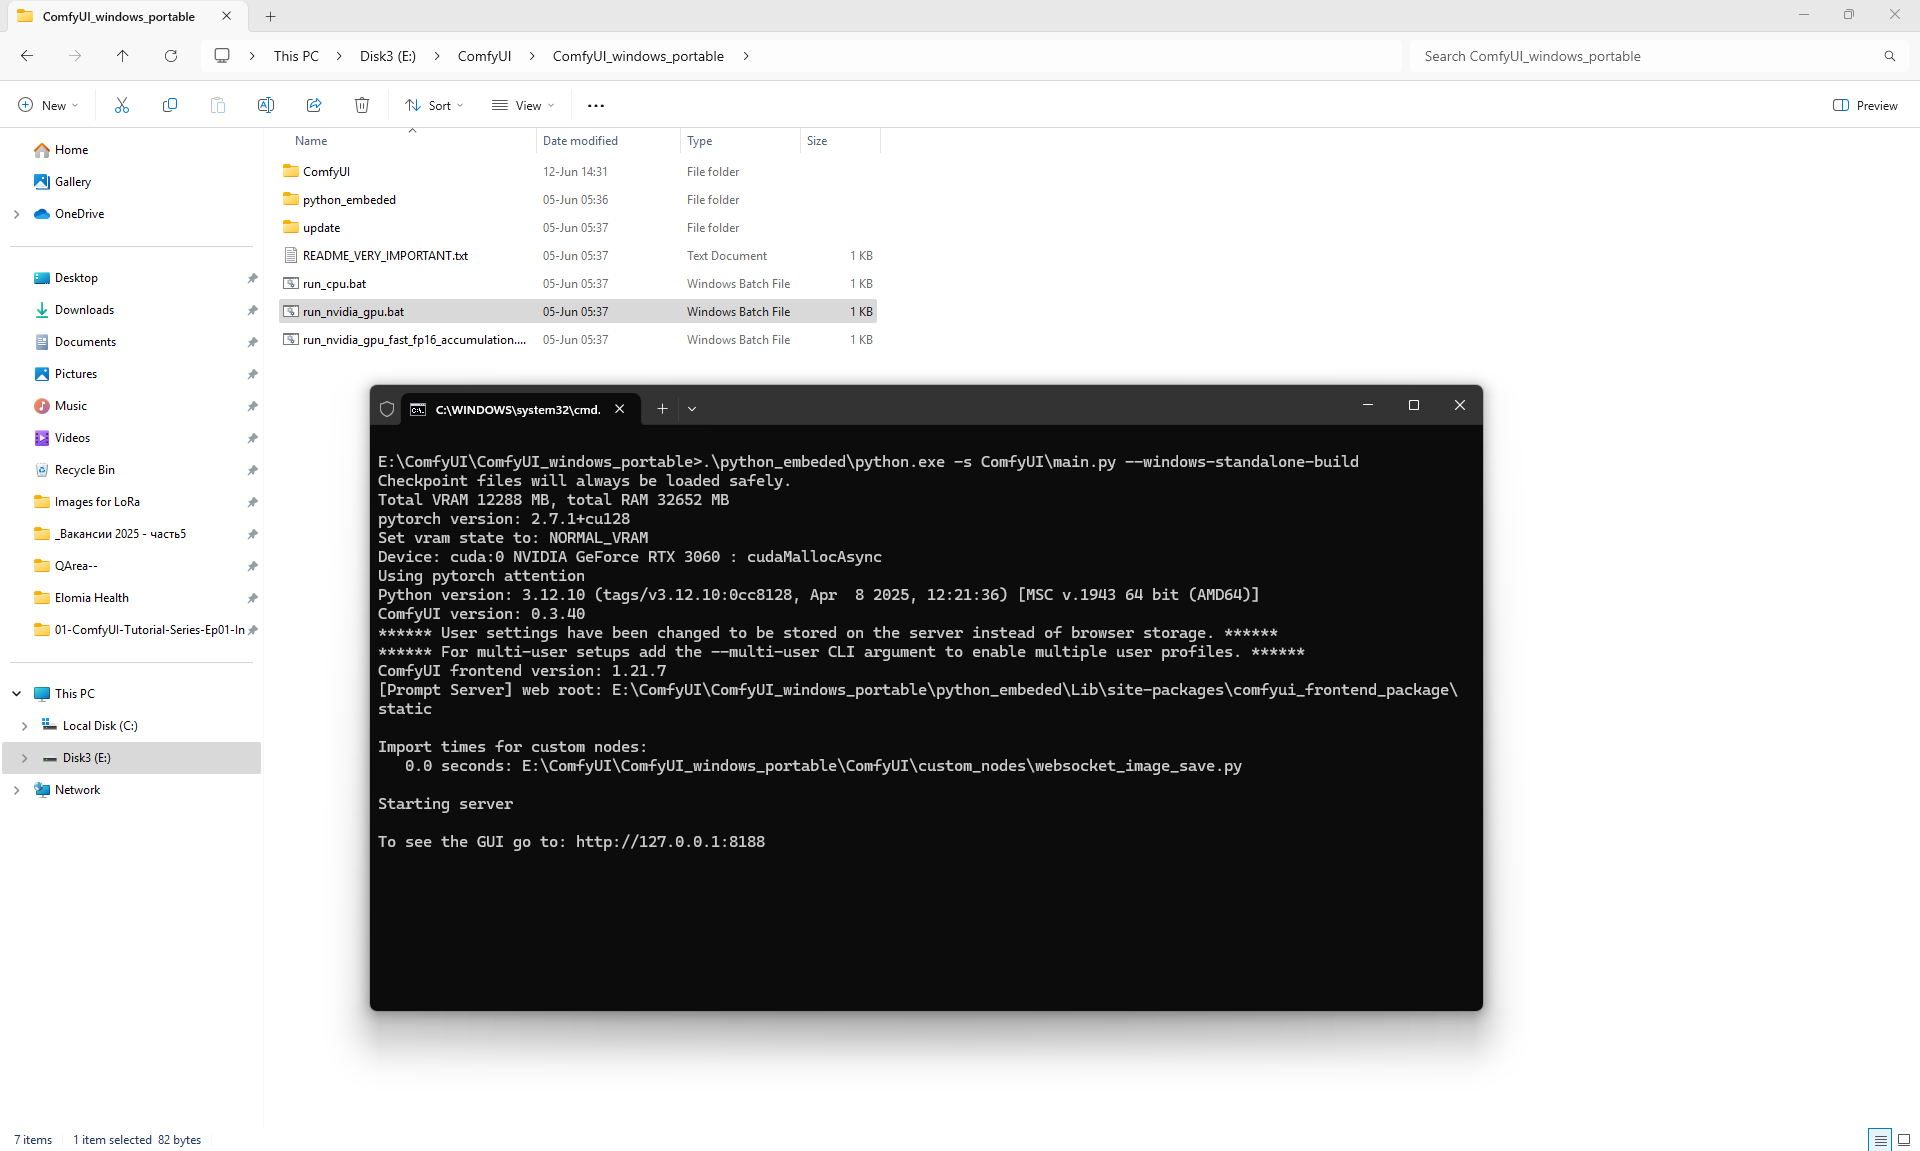 ComfyUI_windows_portable
This PC > Disk3 (E:) > ComfyUI > ComfyUI_windows_portable >
Search ComfyUI_windows_portable
New
Sort
View
Preview
Name Date modified Type Size
Home
Gallery
OneDrive
Desktop
Downloads
Documents
Pictures
Music
Videos
Recycle Bin
Images for LoRa
_Вакансии 2025 - часть5
QArea--
Elomia Health
01-ComfyUI-Tutorial-Series-Ep01-In
This PC
Local Disk (C:)
Disk3 (E:)
Network
ComfyUI 12-Jun 14:31 File folder
python_embeded 05-Jun 05:36 File folder
update 05-Jun 05:37 File folder
README_VERY_IMPORTANT.txt 05-Jun 05:37 Text Document 1 KB
run_cpu.bat 05-Jun 05:37 Windows Batch File 1 KB
run_nvidia_gpu.bat 05-Jun 05:37 Windows Batch File 1 KB
run_nvidia_gpu_fast_fp16_accumulation.... 05-Jun 05:37 Windows Batch File 1 KB
C:\WINDOWS\system32\cmd.
E:\ComfyUI\ComfyUI_windows_portable>.\python_embeded\python.exe -s ComfyUI\main.py --windows-standalone-build
Checkpoint files will always be loaded safely.
Total VRAM 12288 MB, total RAM 32652 MB
pytorch version: 2.7.1+cu128
Set vram state to: NORMAL_VRAM
Device: cuda:0 NVIDIA GeForce RTX 3060 : cudaMallocAsync
Using pytorch attention
Python version: 3.12.10 (tags/v3.12.10:0cc8128, Apr  8 2025, 12:21:36) [MSC v.1943 64 bit (AMD64)]
ComfyUI version: 0.3.40
****** User settings have been changed to be stored on the server instead of browser storage. ******
****** For multi-user setups add the --multi-user CLI argument to enable multiple user profiles. ******
ComfyUI frontend version: 1.21.7
[Prompt Server] web root: E:\ComfyUI\ComfyUI_windows_portable\python_embeded\Lib\site-packages\comfyui_frontend_package\
static
Import times for custom nodes:
0.0 seconds: E:\ComfyUI\ComfyUI_windows_portable\ComfyUI\custom_nodes\websocket_image_save.py
Starting server
To see the GUI go to: http://127.0.0.1:8188
7 items 1 item selected 82 bytes